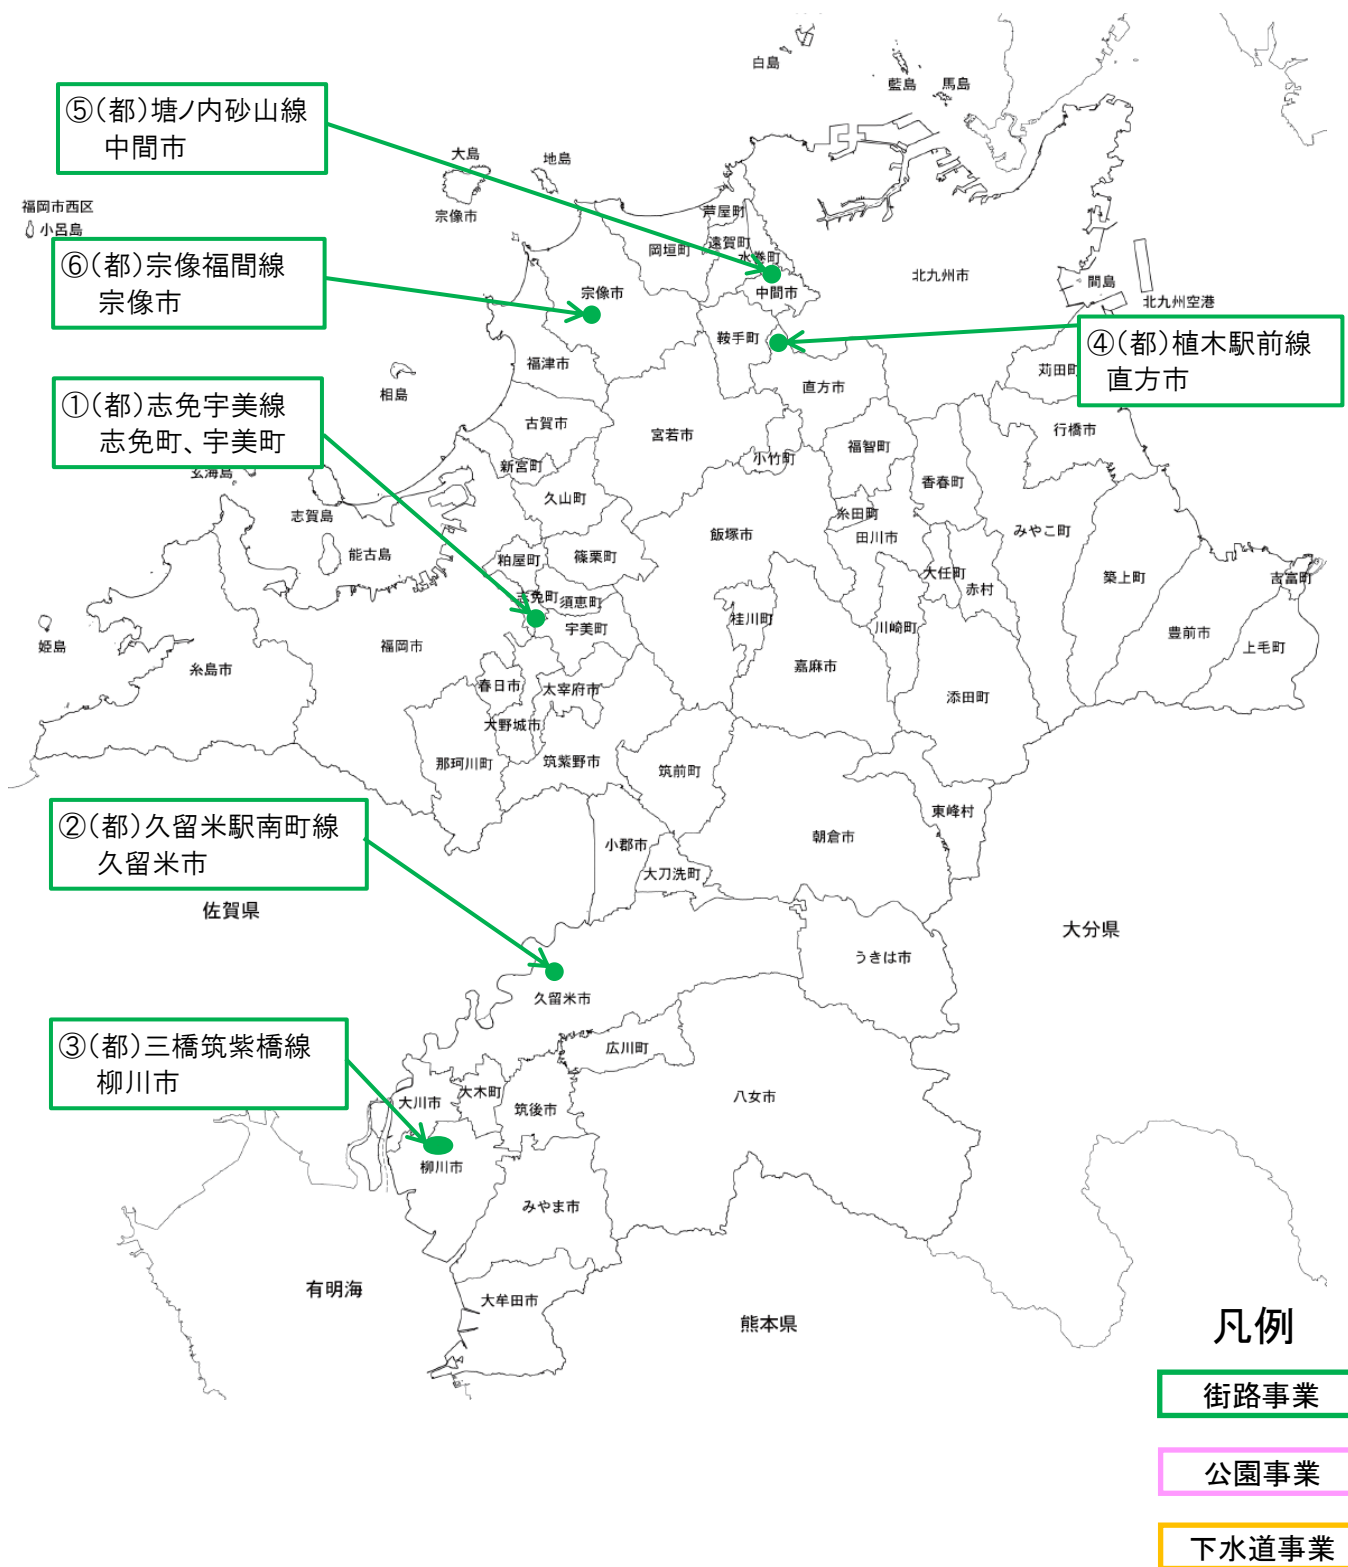 白島
藍島
馬島
⑤(都)塘ノ内砂山線
中間市
大島
地島
宗像市
福岡市西区
小呂島
芦屋町
遠賀町
水巻町
岡垣町
北九州市
⑥(都)宗像福間線
宗像市
宗像市
中間市
間島
北九州空港
鞍手町
④(都)植木駅前線
直方市
福津市
苅田町
直方市
相島
①(都)志免宇美線
志免町、宇美町
古賀市
宮若市
行橋市
福智町
新宮町
小竹町
玄海島
香春町
久山町
志賀島
糸田町
みやこ町
飯塚市
田川市
能古島
粕屋町
篠栗町
大任町
築上町
吉富町
赤村
志免町
須恵町
桂川町
宇美町
川崎町
豊前市
姫島
福岡市
上毛町
糸島市
嘉麻市
春日市
太宰府市
添田町
大野城市
那珂川町
筑紫野市
筑前町
東峰村
②(都)久留米駅南町線
久留米市
小郡市
朝倉市
大刀洗町
佐賀県
大分県
うきは市
久留米市
③(都)三橋筑紫橋線
柳川市
広川町
大木町
大川市
筑後市
八女市
柳川市
みやま市
有明海
大牟田市
熊本県
凡例
街路事業
公園事業
下水道事業